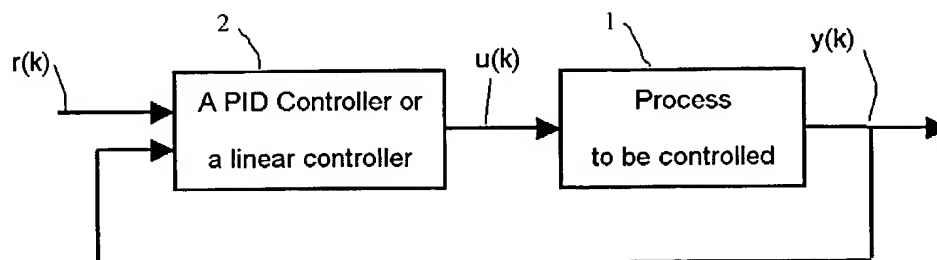 2
1
r(k)
u(k)
y(k)
A PID Controller or
a linear controller
Process
to be controlled